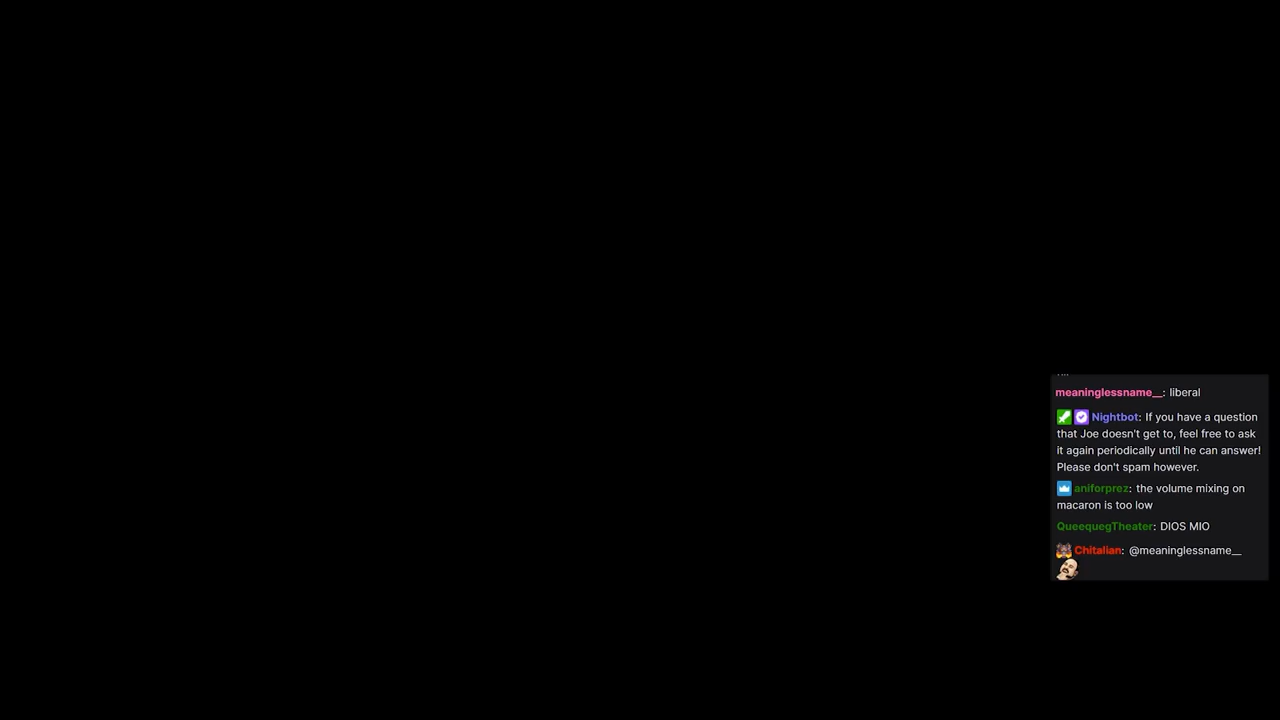 meaninglessname__: liberal
Nightbot: If you have a question
that Joe doesn't get to, feel free to ask
it again periodically until he can answer!
Please don't spam however.
aniforprez: the volume mixing on
macaron is too low
QueequegTheater: DIOS MIO
Chitalian: @meaninglessname__